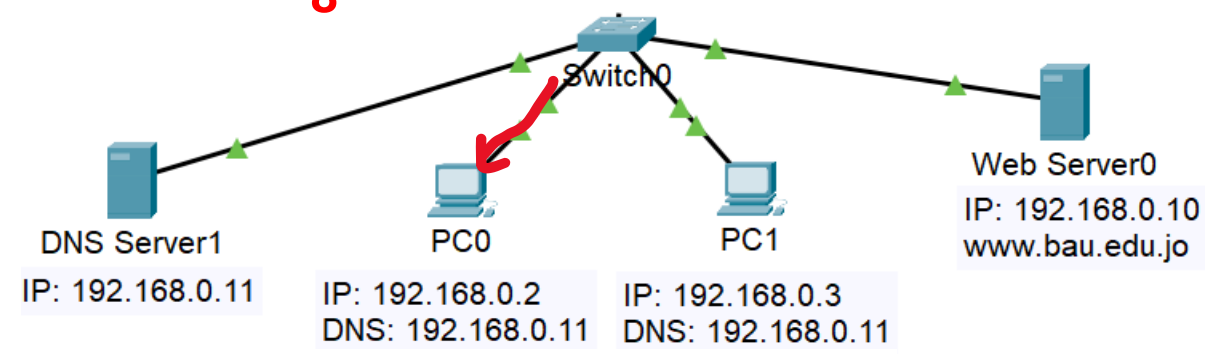 Switch0
DNS Server1
IP: 192.168.0.11
PC0
IP: 192.168.0.2
DNS: 192.168.0.11
PC1
IP: 192.168.0.3
DNS: 192.168.0.11
Web Server0
IP: 192.168.0.10
www.bau.edu.jo